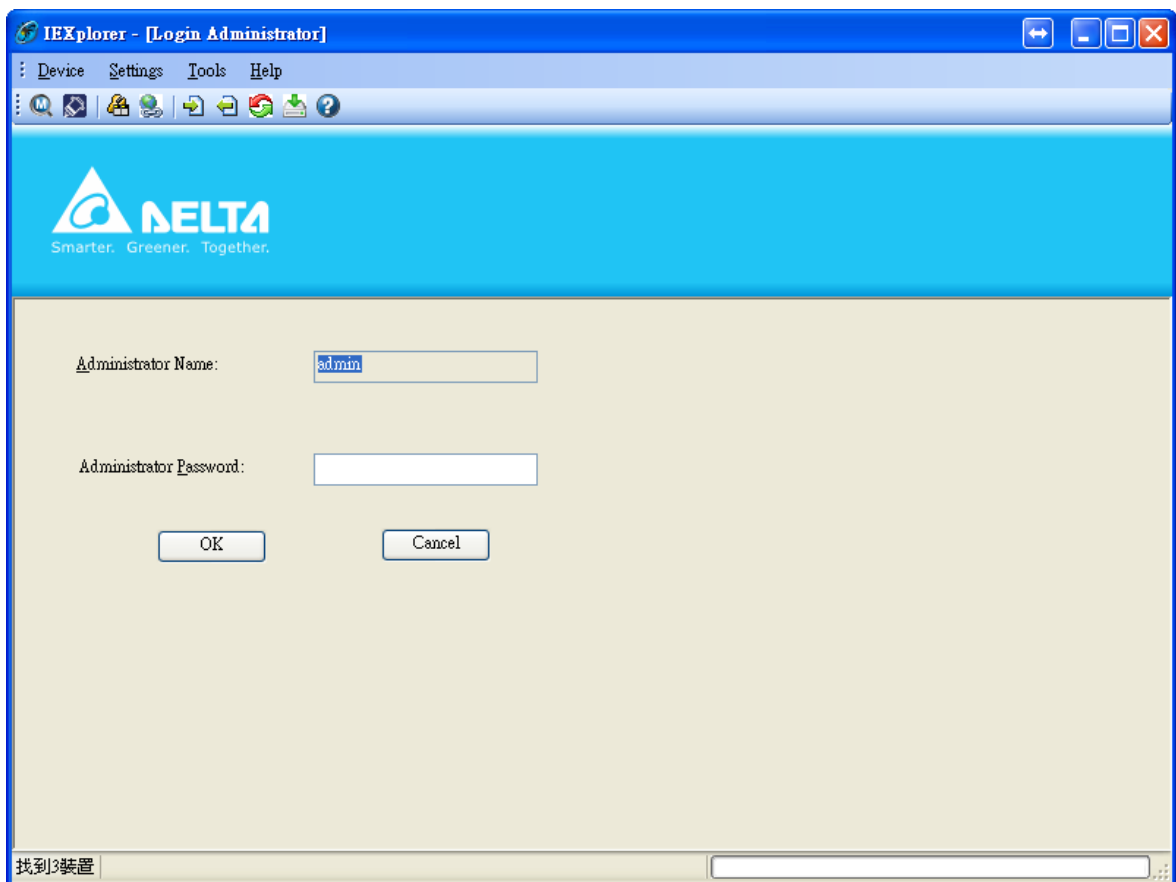 IEXplorer - [Login Administrator]
Device Settings Tools Help
DELTA
Smarter. Greener. Together.
Administrator Name: admin
Administrator Password:
OK Cancel
找到3裝置